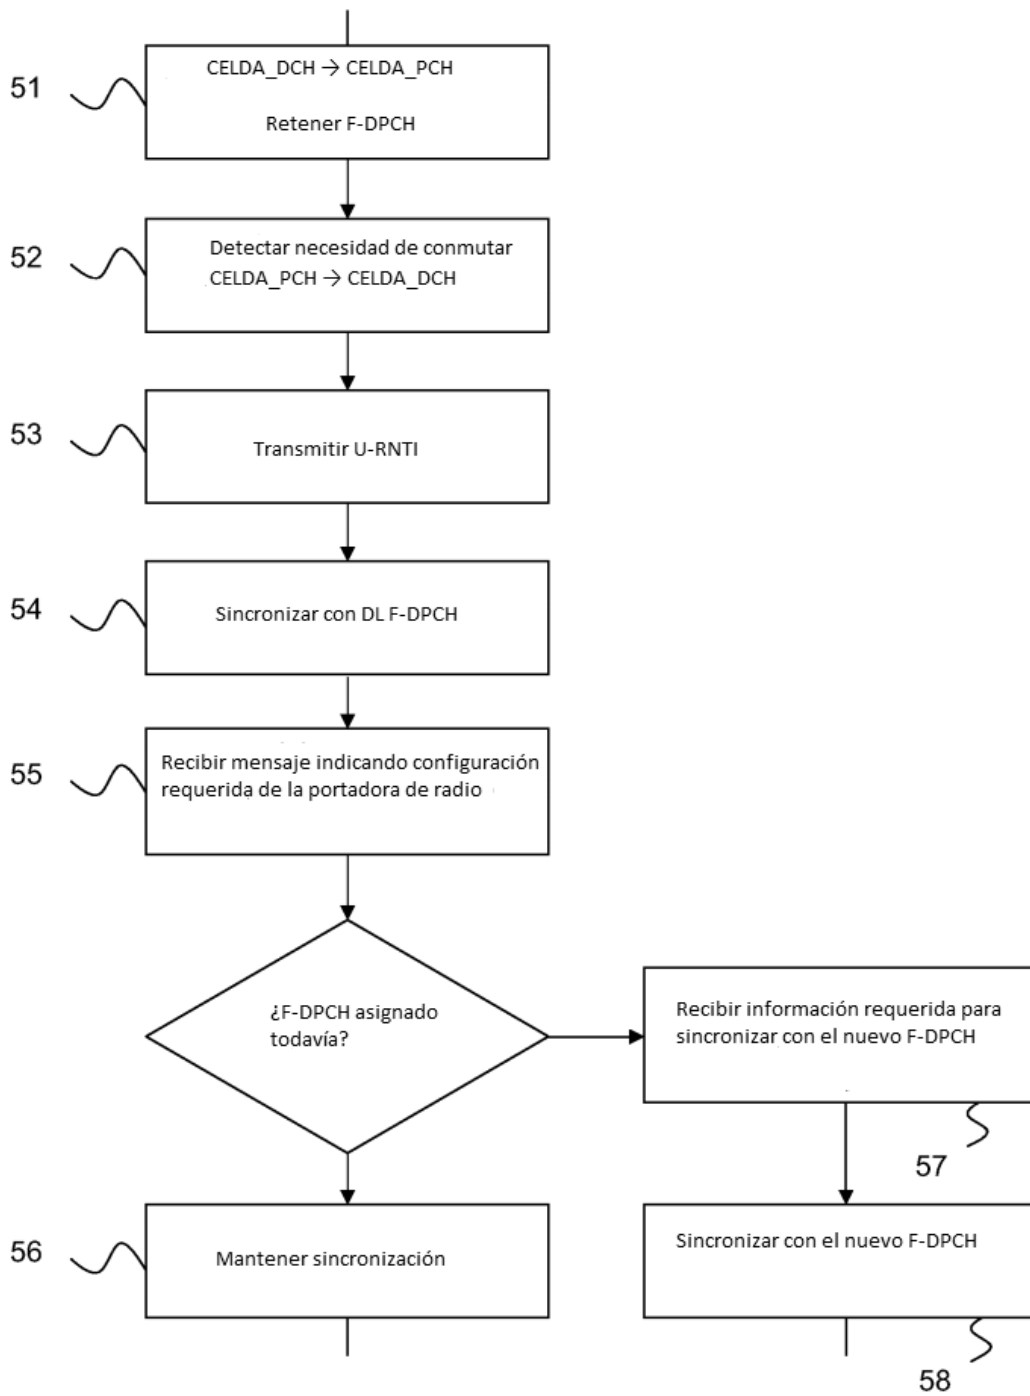 51
CELDA_DCH → CELDA_PCH
Retener F-DPCH
52
Detectar necesidad de conmutar
CELDA_PCH → CELDA_DCH
53
Transmitir U-RNTI
54
Sincronizar con DL F-DPCH
55
Recibir mensaje indicando configuración
requerida de la portadora de radio
¿F-DPCH asignado
todavía?
Recibir información requerida para
sincronizar con el nuevo F-DPCH
57
56
Mantener sincronización
Sincronizar con el nuevo F-DPCH
58